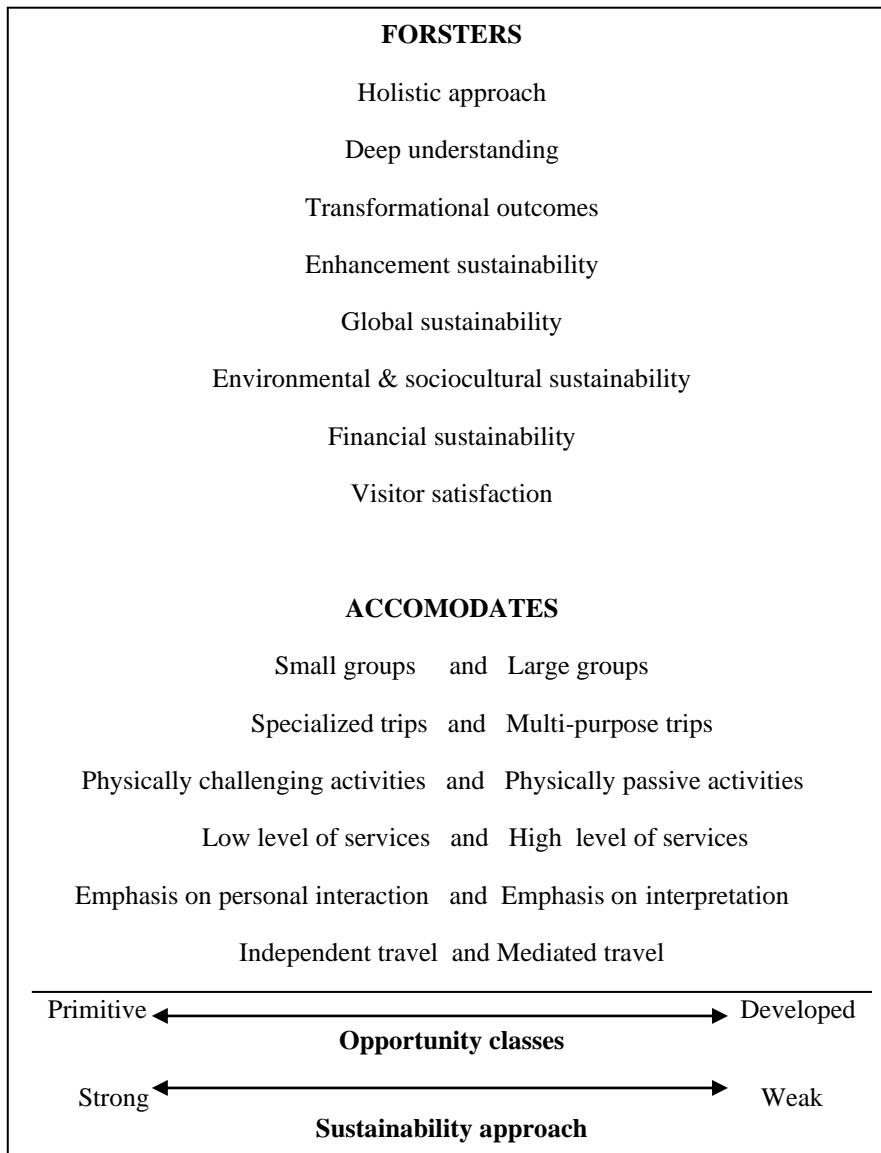 FORSTERS
Holistic approach
Deep understanding
Transformational outcomes
Enhancement sustainability
Global sustainability
Environmental & sociocultural sustainability
Financial sustainability
Visitor satisfaction
ACCOMODATES
Small groups and Large groups
Specialized trips and Multi-purpose trips
Physically challenging activities and Physically passive activities
Low level of services and High level of services
Emphasis on personal interaction and Emphasis on interpretation
Independent travel and Mediated travel
Primitive Developed
Opportunity classes
Strong Weak
Sustainability approach